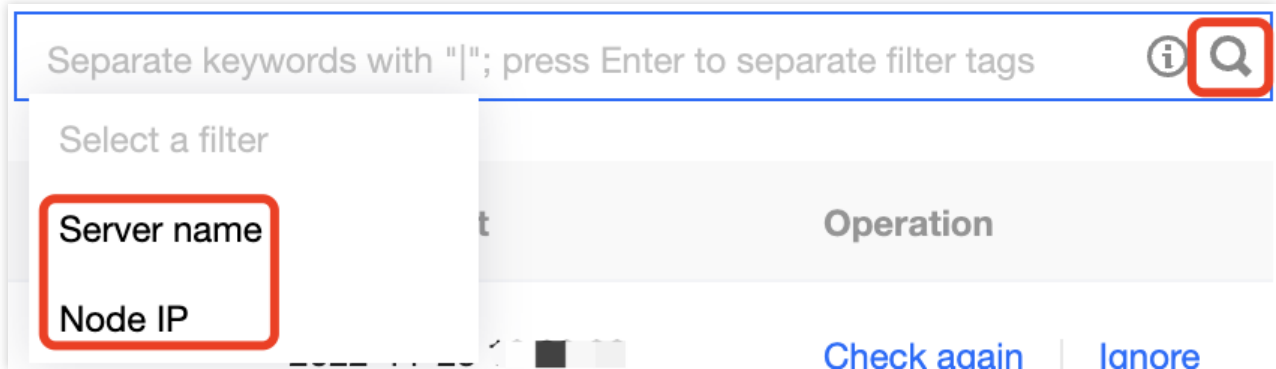 Separate keywords with "|"; press Enter to separate filter tags
Select a filter
Server name
t
Operation
Node IP
Check again
Ignore